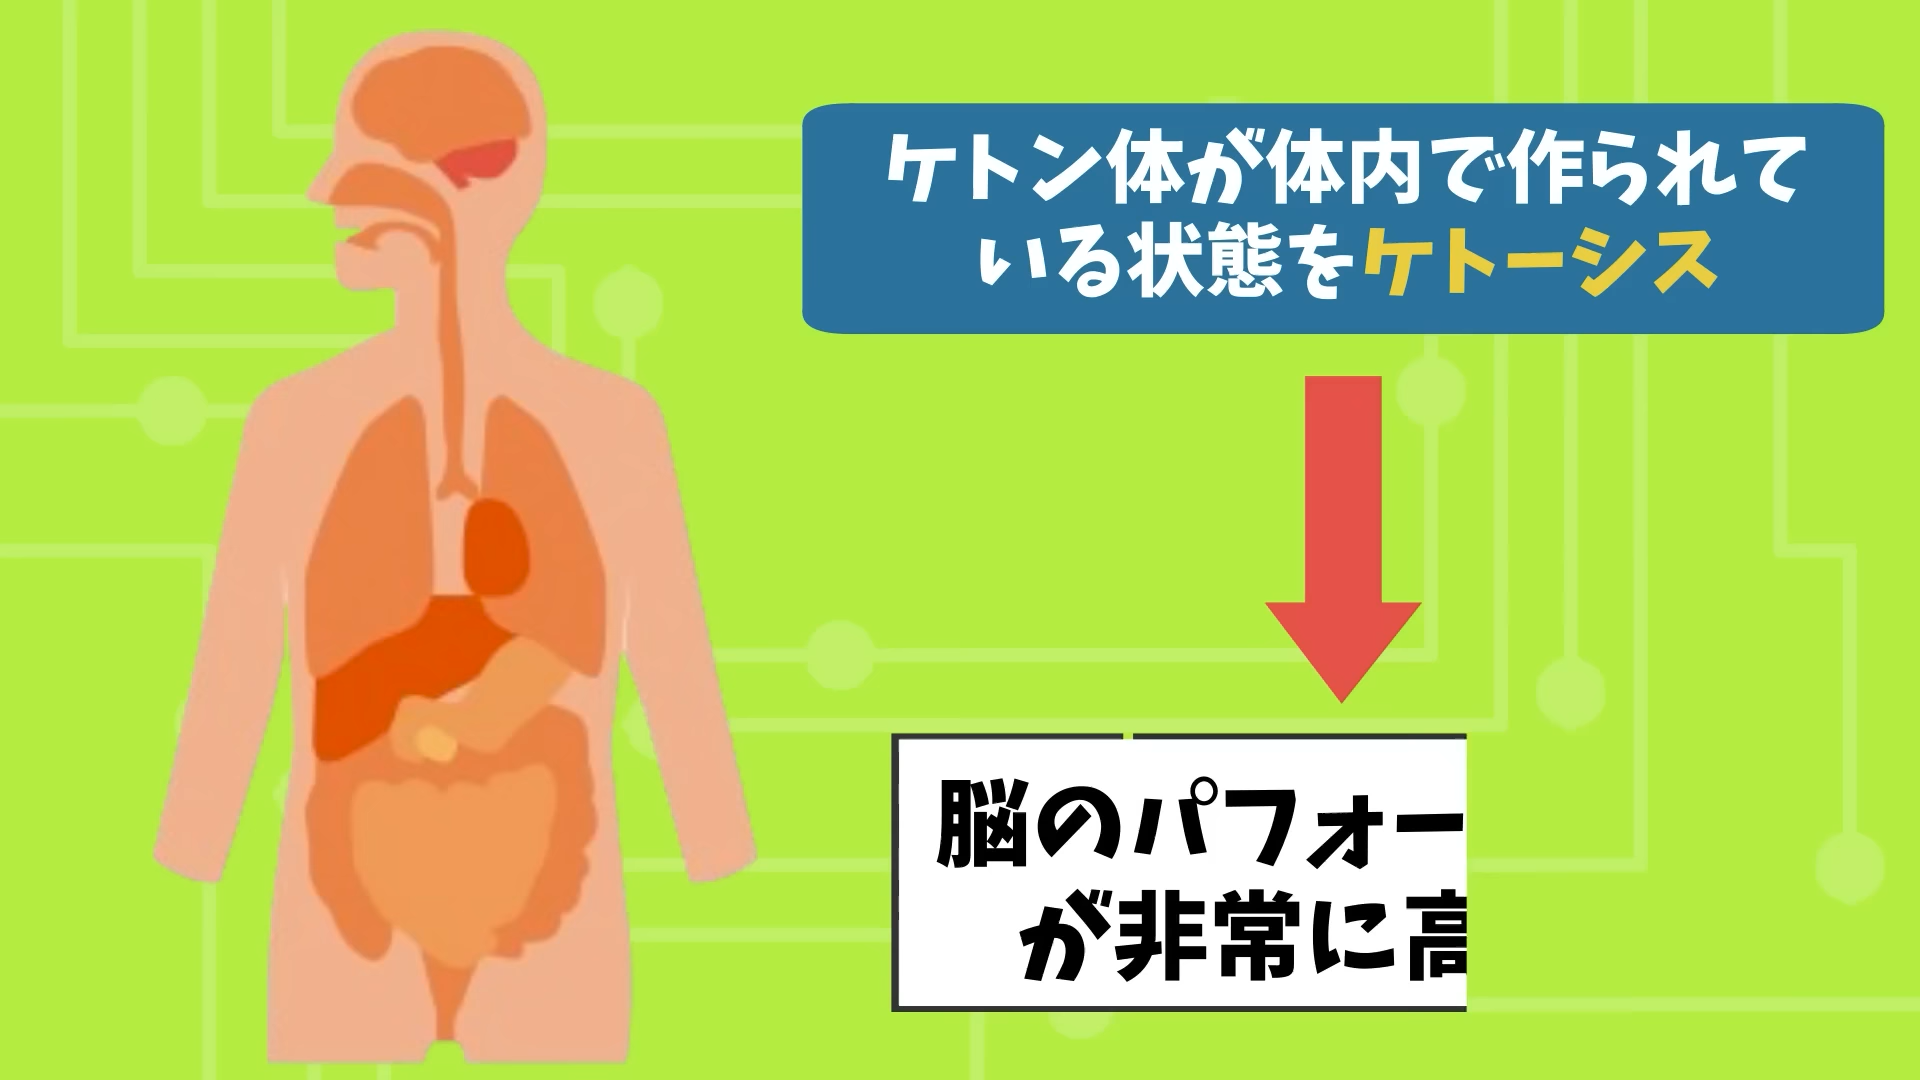 ケトン体が体内で作られて
いる状態をケトーシス
脳のパフォー
が非常に高